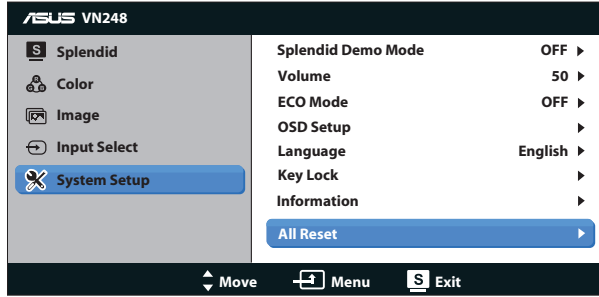 ASUS VN248
S Splendid
Color
Image
Input Select
System Setup
Splendid Demo Mode OFF
Volume 50
ECO Mode OFF
OSD Setup
Language English
Key Lock
Information
All Reset
Move Menu S Exit